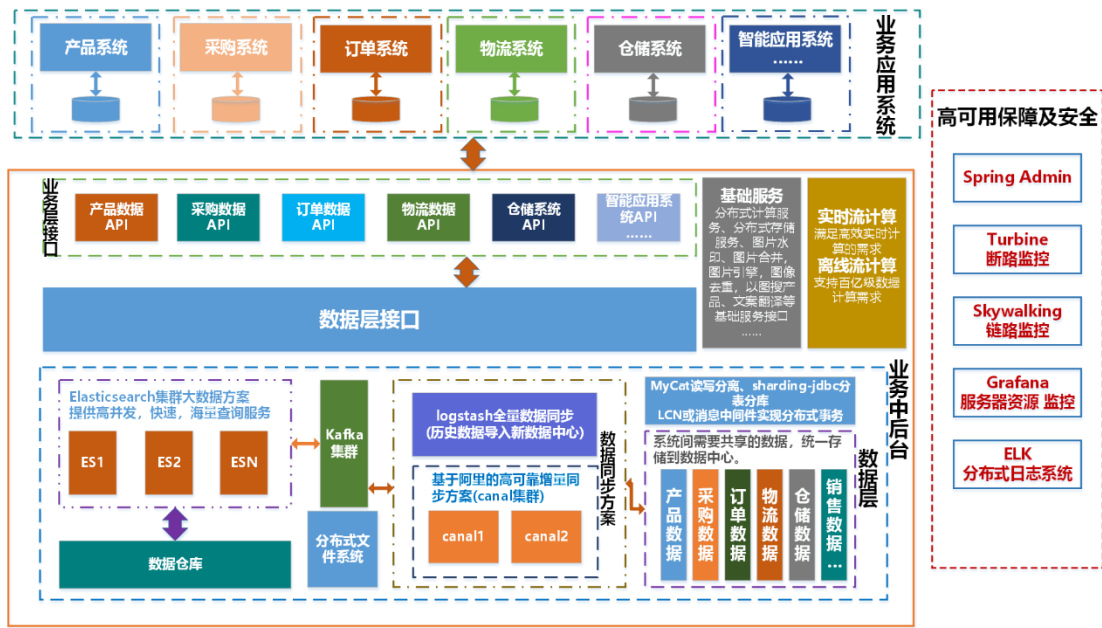 产品系统
采购系统
订单系统
物流系统
仓储系统
智能应用系统
......
业务应用系统
业务层接口
产品数据
API
采购数据
API
订单数据
API
物流数据
API
仓储系统
API
智能应用系
统API
......
基础服务
分布式计算服
务、分布式存储
服务、图片水
印、图片合并，
图片引擎，图像
去重，以图搜产
品、文案翻译等
基础服务接口
......
实时流计算
满足高效实时计
算的需求
离线流计算
支持百亿级数据
计算需求
数据层接口
业务中后台
Elasticsearch集群大数据方案
提供高并发，快速，海量查询服务
ES1
ES2
ESN
数据仓库
Kafka
集群
分布式文
件系统
logstash全量数据同步
(历史数据导入新数据中心)
基于阿里的高可靠增量同
步方案(canal集群)
canal1
canal2
数据同步方案
MyCat读写分离、sharding-jdbc分
表分库
LCN或消息中间件实现分布式事务
系统间需要共享的数据，统一存
储到数据中心。
产品数据
采购数据
订单数据
物流数据
仓储数据
销售数据...
数据层
高可用保障及安全
Spring Admin
Turbine
断路监控
Skywalking
链路监控
Grafana
服务器资源 监控
ELK
分布式日志系统